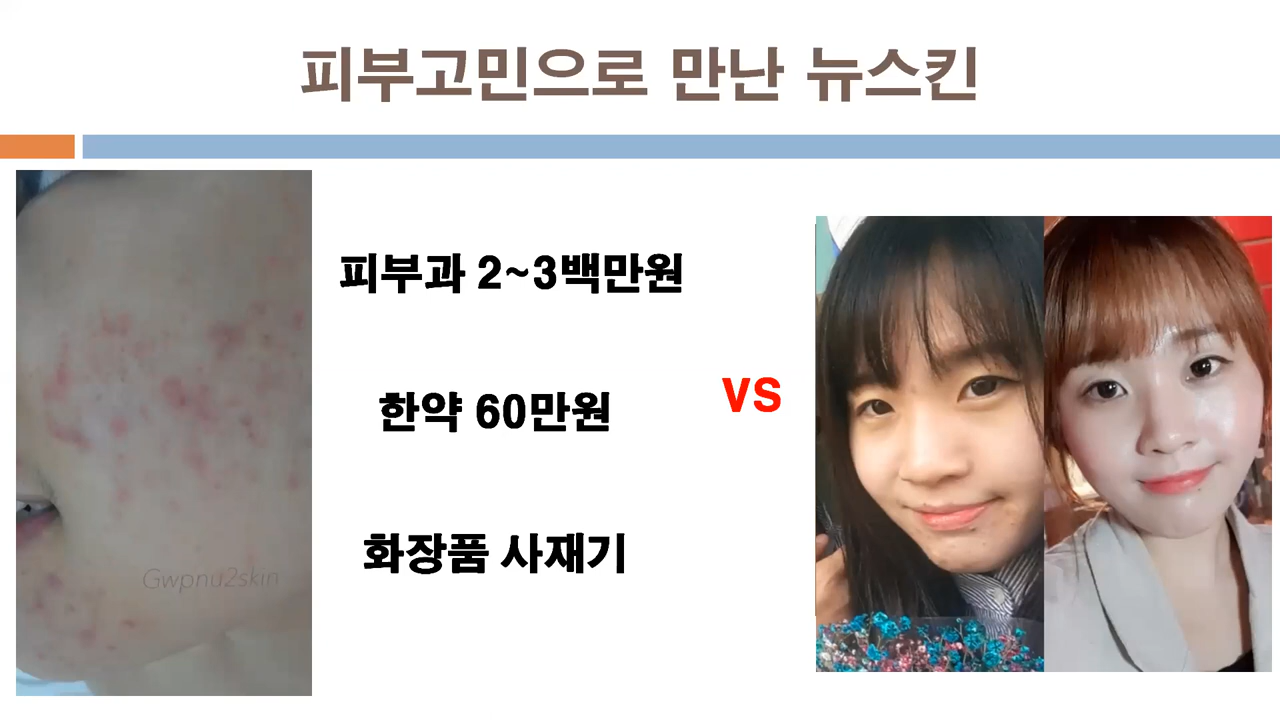 피부고민으로 만난 뉴스킨
피부과 2~3백만원
한약 60만원
VS
화장품 사재기
Gwpnu2skin